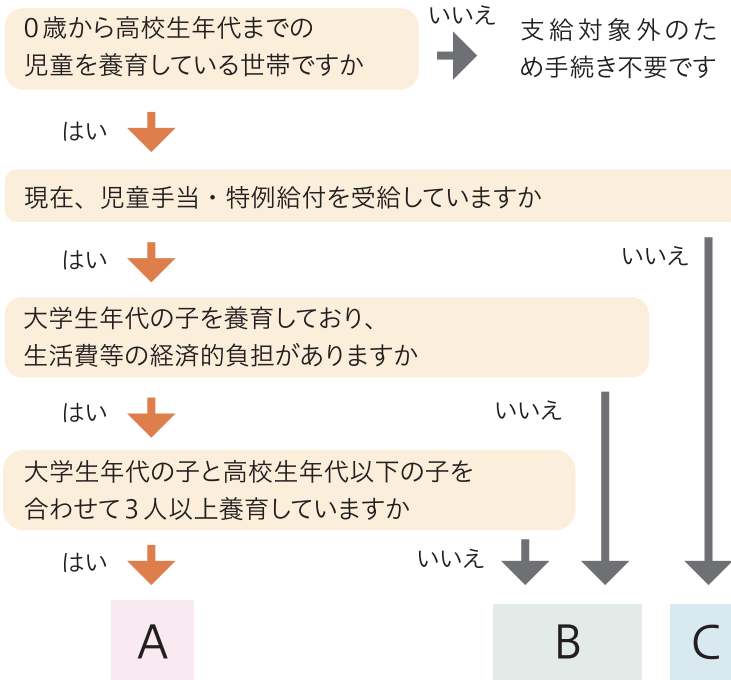 0歳から高校生年代までの
児童を養育している世帯ですか
いいえ
支給対象外のた
め手続き不要です
はい
現在、児童手当・特例給付を受給していますか
はい
いいえ
大学生年代の子を養育しており、
生活費等の経済的負担がありますか
はい
いいえ
大学生年代の子と高校生年代以下の子を
合わせて3人以上養育していますか
はい
いいえ
A
B
C